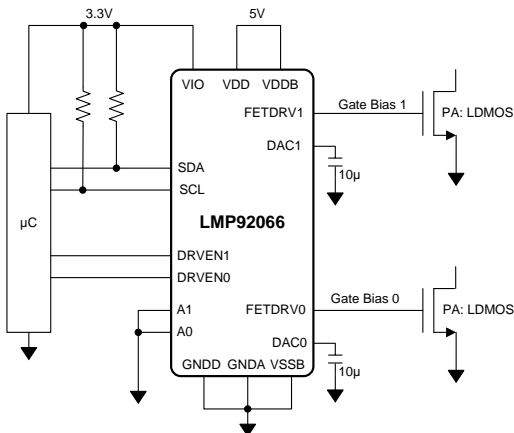 3.3V
5V
VIO
VDD
VDDB
FETDRV1
Gate Bias 1
PA: LDMOS
DAC1
10µ
SDA
SCL
µC
LMP92066
DRVEN1
DRVEN0
A1
A0
FETDRV0
Gate Bias 0
PA: LDMOS
DAC0
10µ
GNDD
GNDA
VSSB